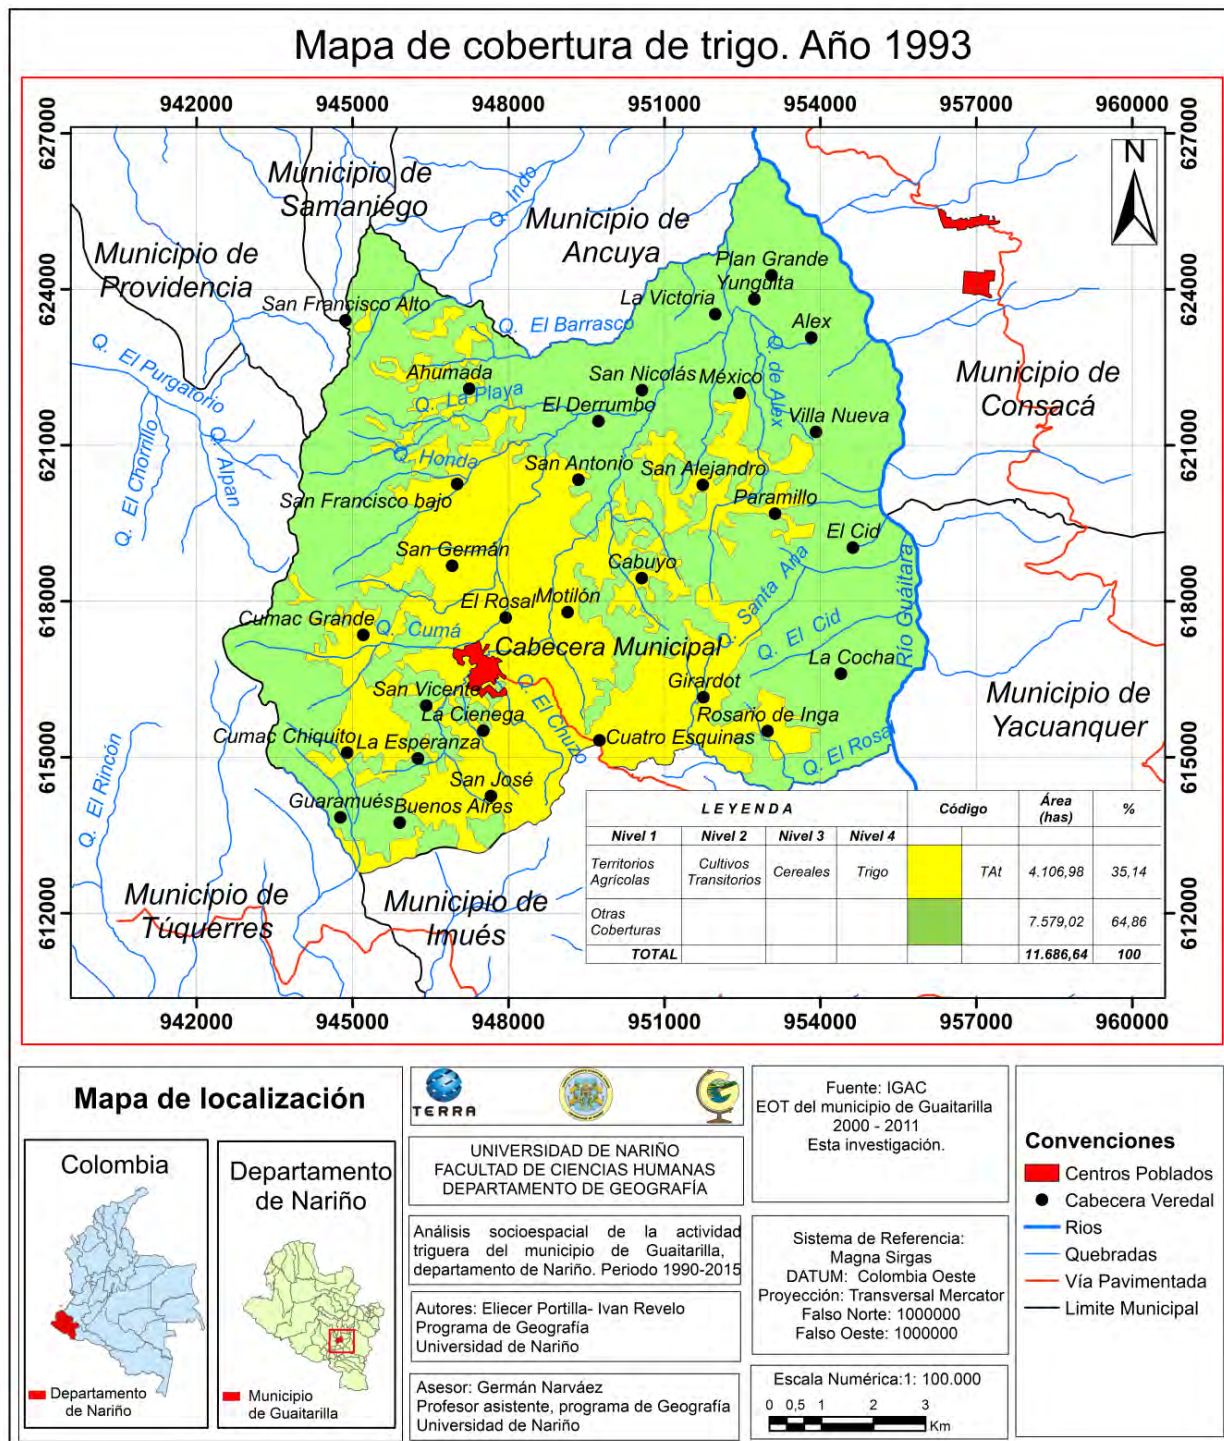 Mapa de cobertura de trigo. Año 1993
942000 945000 948000 951000 954000 957000 960000
627000
624000
621000
618000
615000
612000
627000
624000
621000
618000
615000
612000
N
Municipio de
Samaniego
Q. Indo
Municipio de
Ancuya
Municipio de
Providencia
Plan Grande
Yunguita
La Victoria
San Francisco Alto
Alex
Q. El Barrasco
Q. El Purgatorio
Q. de Alex
Ahumada
San Nicolás
México
Municipio de
Consacá
Q. La Playa
El Derrumbo
Villa Nueva
Q. El Chorrillo
Q. Alpan
Q. Honda
San Antonio
San Alejandro
San Francisco bajo
Paramillo
El Cid
San Germán
Cabuyo
Q. Santa Ana
Río Guáitara
El Rosal
Motilón
Cumac Grande
Q. Cumá
Q. El Cid
Cabecera Municipal
La Cocha
San Vicente
Q. El Chuzo
Girardot
Municipio de
Yacuanquer
La Cienega
Rosario de Inga
Cumac Chiquito
La Esperanza
Cuatro Esquinas
Q. El Rosal
Q. El Rincón
San José
Guaramués
Buenos Aires
Municipio de
Túquerres
Municipio de
Imués
LEYENDA Código Área (has) %
Nivel 1 Nivel 2 Nivel 3 Nivel 4
Territorios Agrícolas Cultivos Transitorios Cereales Trigo TAt 4.106,98 35,14
Otras Coberturas 7.579,02 64,86
TOTAL 11.686,64 100
942000 945000 948000 951000 954000 957000 960000
Mapa de localización
Colombia
Departamento
de Nariño
Departamento
de Nariño
Municipio
de Guaitarilla
TERRA
UNIVERSIDAD DE NARIÑO
FACULTAD DE CIENCIAS HUMANAS
DEPARTAMENTO DE GEOGRAFÍA
Análisis socioespacial de la actividad
triguera del municipio de Guaitarilla,
departamento de Nariño. Periodo 1990-2015
Autores: Eliecer Portilla- Ivan Revelo
Programa de Geografía
Universidad de Nariño
Asesor: Germán Narváez
Profesor asistente, programa de Geografía
Universidad de Nariño
Fuente: IGAC
EOT del municipio de Guaitarilla
2000 - 2011
Esta investigación.
Sistema de Referencia:
Magna Sirgas
DATUM: Colombia Oeste
Proyección: Transversal Mercator
Falso Norte: 1000000
Falso Oeste: 1000000
Escala Numérica:1: 100.000
0 0,5 1 2 3
Km
Convenciones
Centros Poblados
Cabecera Veredal
Rios
Quebradas
Vía Pavimentada
Limite Municipal